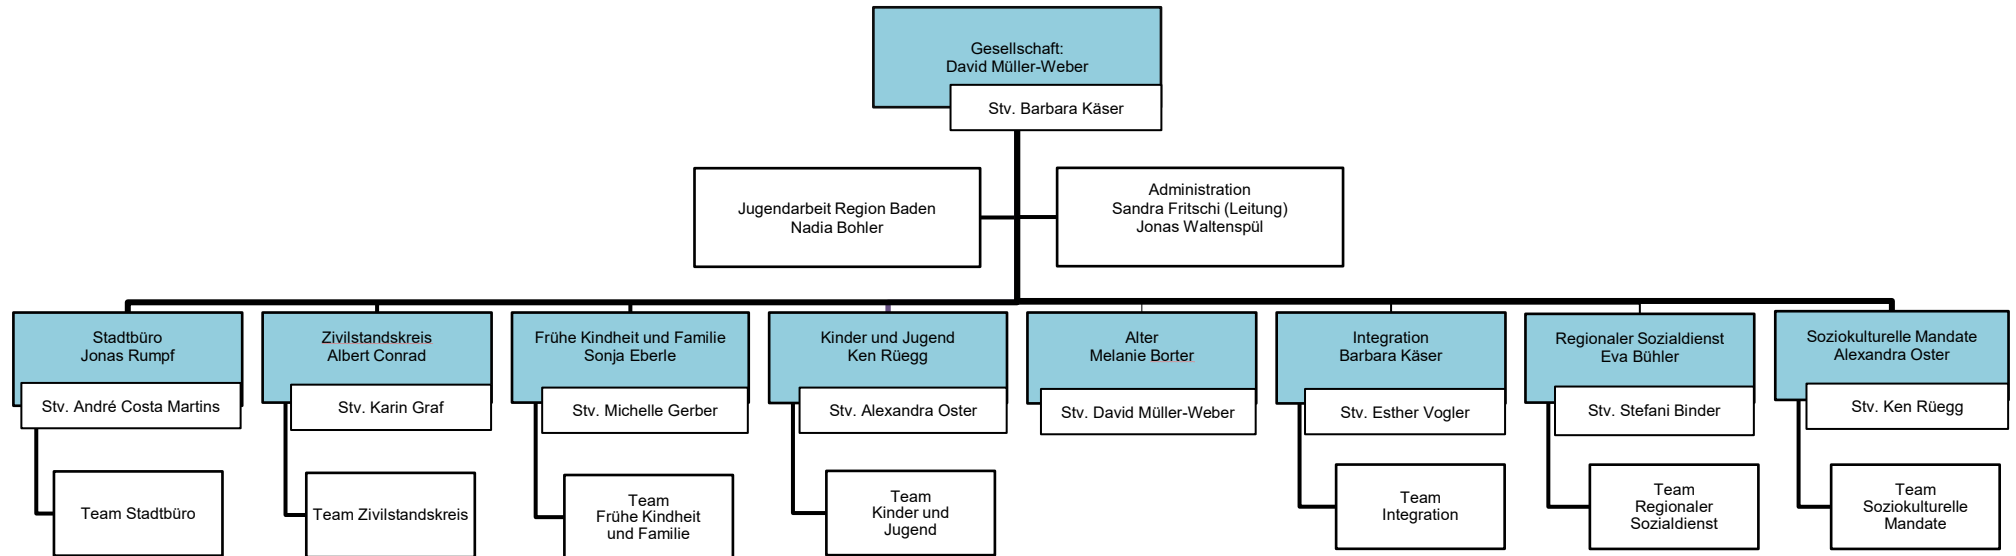 Gesellschaft:
David Müller-Weber
Stv. Barbara Käser
Jugendarbeit Region Baden
Nadia Bohler
Administration
Sandra Fritschi (Leitung)
Jonas Waltenspül
Stadtbüro
Jonas Rumpf
Stv. André Costa Martins
Team Stadtbüro
Zivilstandskreis
Albert Conrad
Stv. Karin Graf
Team Zivilstandskreis
Frühe Kindheit und Familie
Sonja Eberle
Stv. Michelle Gerber
Team
Frühe Kindheit
und Familie
Kinder und Jugend
Ken Rüegg
Stv. Alexandra Oster
Team
Kinder und
Jugend
Alter
Melanie Borter
Stv. David Müller-Weber
Integration
Barbara Käser
Stv. Esther Vogler
Team
Integration
Regionaler Sozialdienst
Eva Bühler
Stv. Stefani Binder
Team
Regionaler
Sozialdienst
Soziokulturelle Mandate
Alexandra Oster
Stv. Ken Rüegg
Team
Soziokulturelle
Mandate